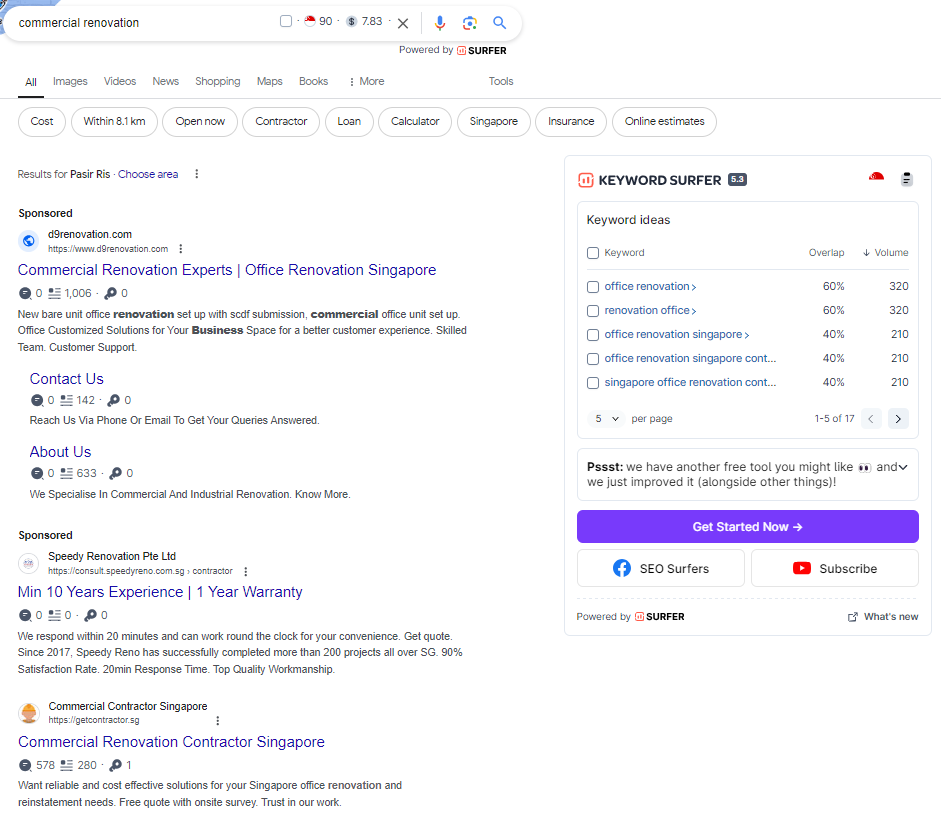 commercial renovation 90 · $ 7.83 ·
Powered by SURFER
All Images Videos News Shopping Maps Books More Tools
Cost Within 8.1 km Open now Contractor Loan Calculator Singapore Insurance Online estimates
Results for Pasir Ris · Choose area
Sponsored
d9renovation.com
https://www.d9renovation.com
Commercial Renovation Experts | Office Renovation Singapore
0 1,006 · 0
New bare unit office renovation set up with scdf submission, commercial office unit set up.
Office Customized Solutions for Your Business Space for a better customer experience. Skilled
Team. Customer Support.
Contact Us
0 142 · 0
Reach Us Via Phone Or Email To Get Your Queries Answered.
About Us
0 633 · 0
We Specialise In Commercial And Industrial Renovation. Know More.
Sponsored
Speedy Renovation Pte Ltd
https://consult.speedyreno.com.sg › contractor
Min 10 Years Experience | 1 Year Warranty
0 0 · 0
We respond within 20 minutes and can work round the clock for your convenience. Get quote.
Since 2017, Speedy Reno has successfully completed more than 200 projects all over SG. 90%
Satisfaction Rate. 20min Response Time. Top Quality Workmanship.
Commercial Contractor Singapore
https://getcontractor.sg
Commercial Renovation Contractor Singapore
578 280 · 1
Want reliable and cost effective solutions for your Singapore office renovation and
reinstatement needs. Free quote with onsite survey. Trust in our work.
KEYWORD SURFER 5.3
Keyword ideas
Keyword Overlap ↓ Volume
office renovation › 60% 320
renovation office › 60% 320
office renovation singapore › 40% 210
office renovation singapore cont... 40% 210
singapore office renovation cont... 40% 210
5 per page 1-5 of 17
Pssst: we have another free tool you might like 👀 and
we just improved it (alongside other things)!
Get Started Now →
SEO Surfers Subscribe
Powered by SURFER What's new